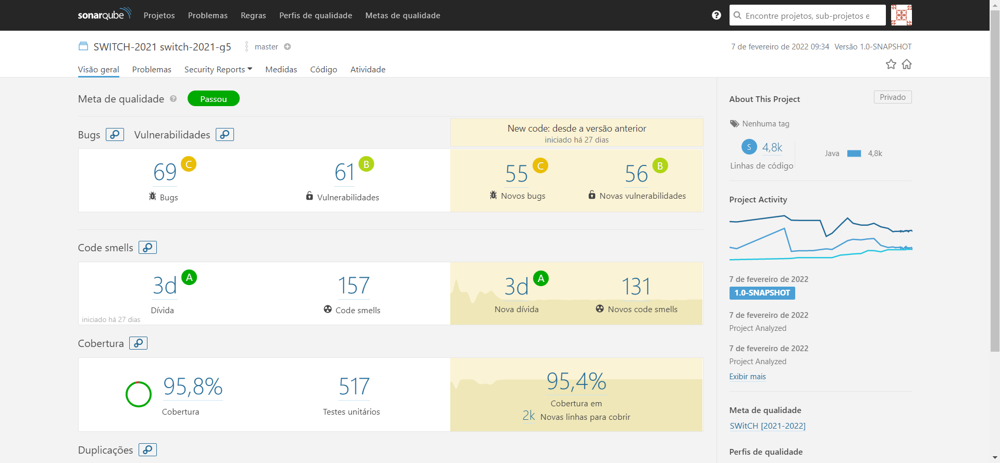 sonarqube Projetos Problemas Regras Perfis de qualidade Metas de qualidade ? Encontre projetos, sub-projetos e
SWITCH-2021 switch-2021-g5 master 7 de fevereiro de 2022 09:34 Versão 1.0-SNAPSHOT
Visão geral Problemas Security Reports Medidas Código Atividade
Meta de qualidade ? Passou
Bugs Vulnerabilidades
New code: desde a versão anterior
iniciado há 27 dias
69 C
Bugs
61 B
Vulnerabilidades
55 C
Novos bugs
56 B
Novas vulnerabilidades
Code smells
3d A
Dívida
157
Code smells
iniciado há 27 dias
3d A
Nova dívida
131
Novos code smells
Cobertura
95,8%
Cobertura
517
Testes unitários
95,4%
Cobertura em
2k Novas linhas para cobrir
Duplicações
About This Project Privado
Nenhuma tag
S 4,8k
Linhas de código
Java 4,8k
Project Activity
7 de fevereiro de 2022
1.0-SNAPSHOT
7 de fevereiro de 2022
Project Analyzed
7 de fevereiro de 2022
Project Analyzed
Exibir mais
Meta de qualidade
SWitCH [2021-2022]
Perfis de qualidade